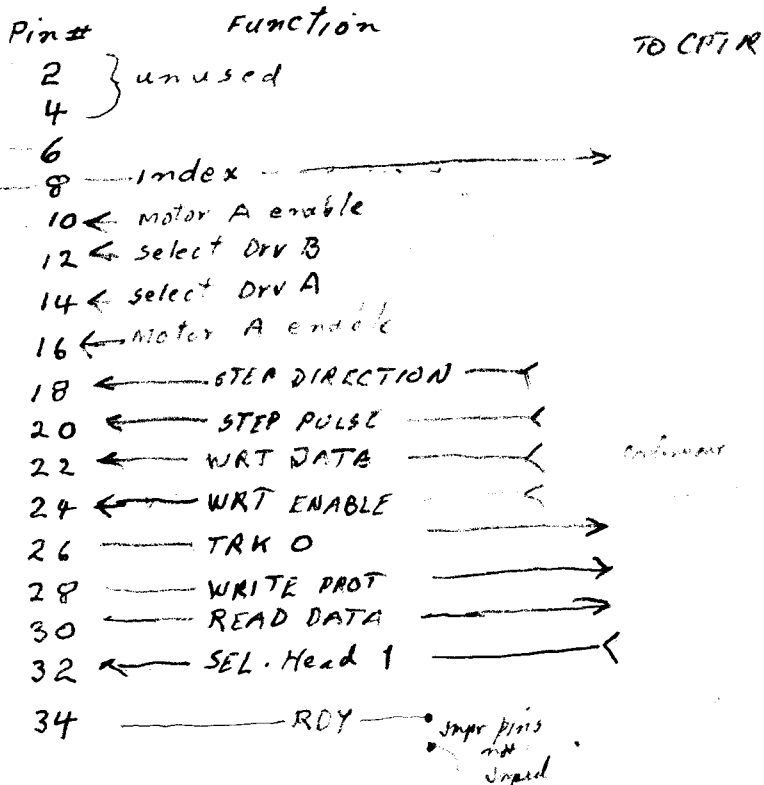 Pin # Function TO CPTR
2 } unused
4
6
8 Index
10 Motor A enable
12 Select Drv B
14 Select Drv A
16 Motor A enable
18 STEP DIRECTION
20 STEP PULSE
22 WRT DATA
24 WRT ENABLE
26 TRK 0
28 WRITE PROT
30 READ DATA
32 SEL. Head 1
34 RDY
pins
not